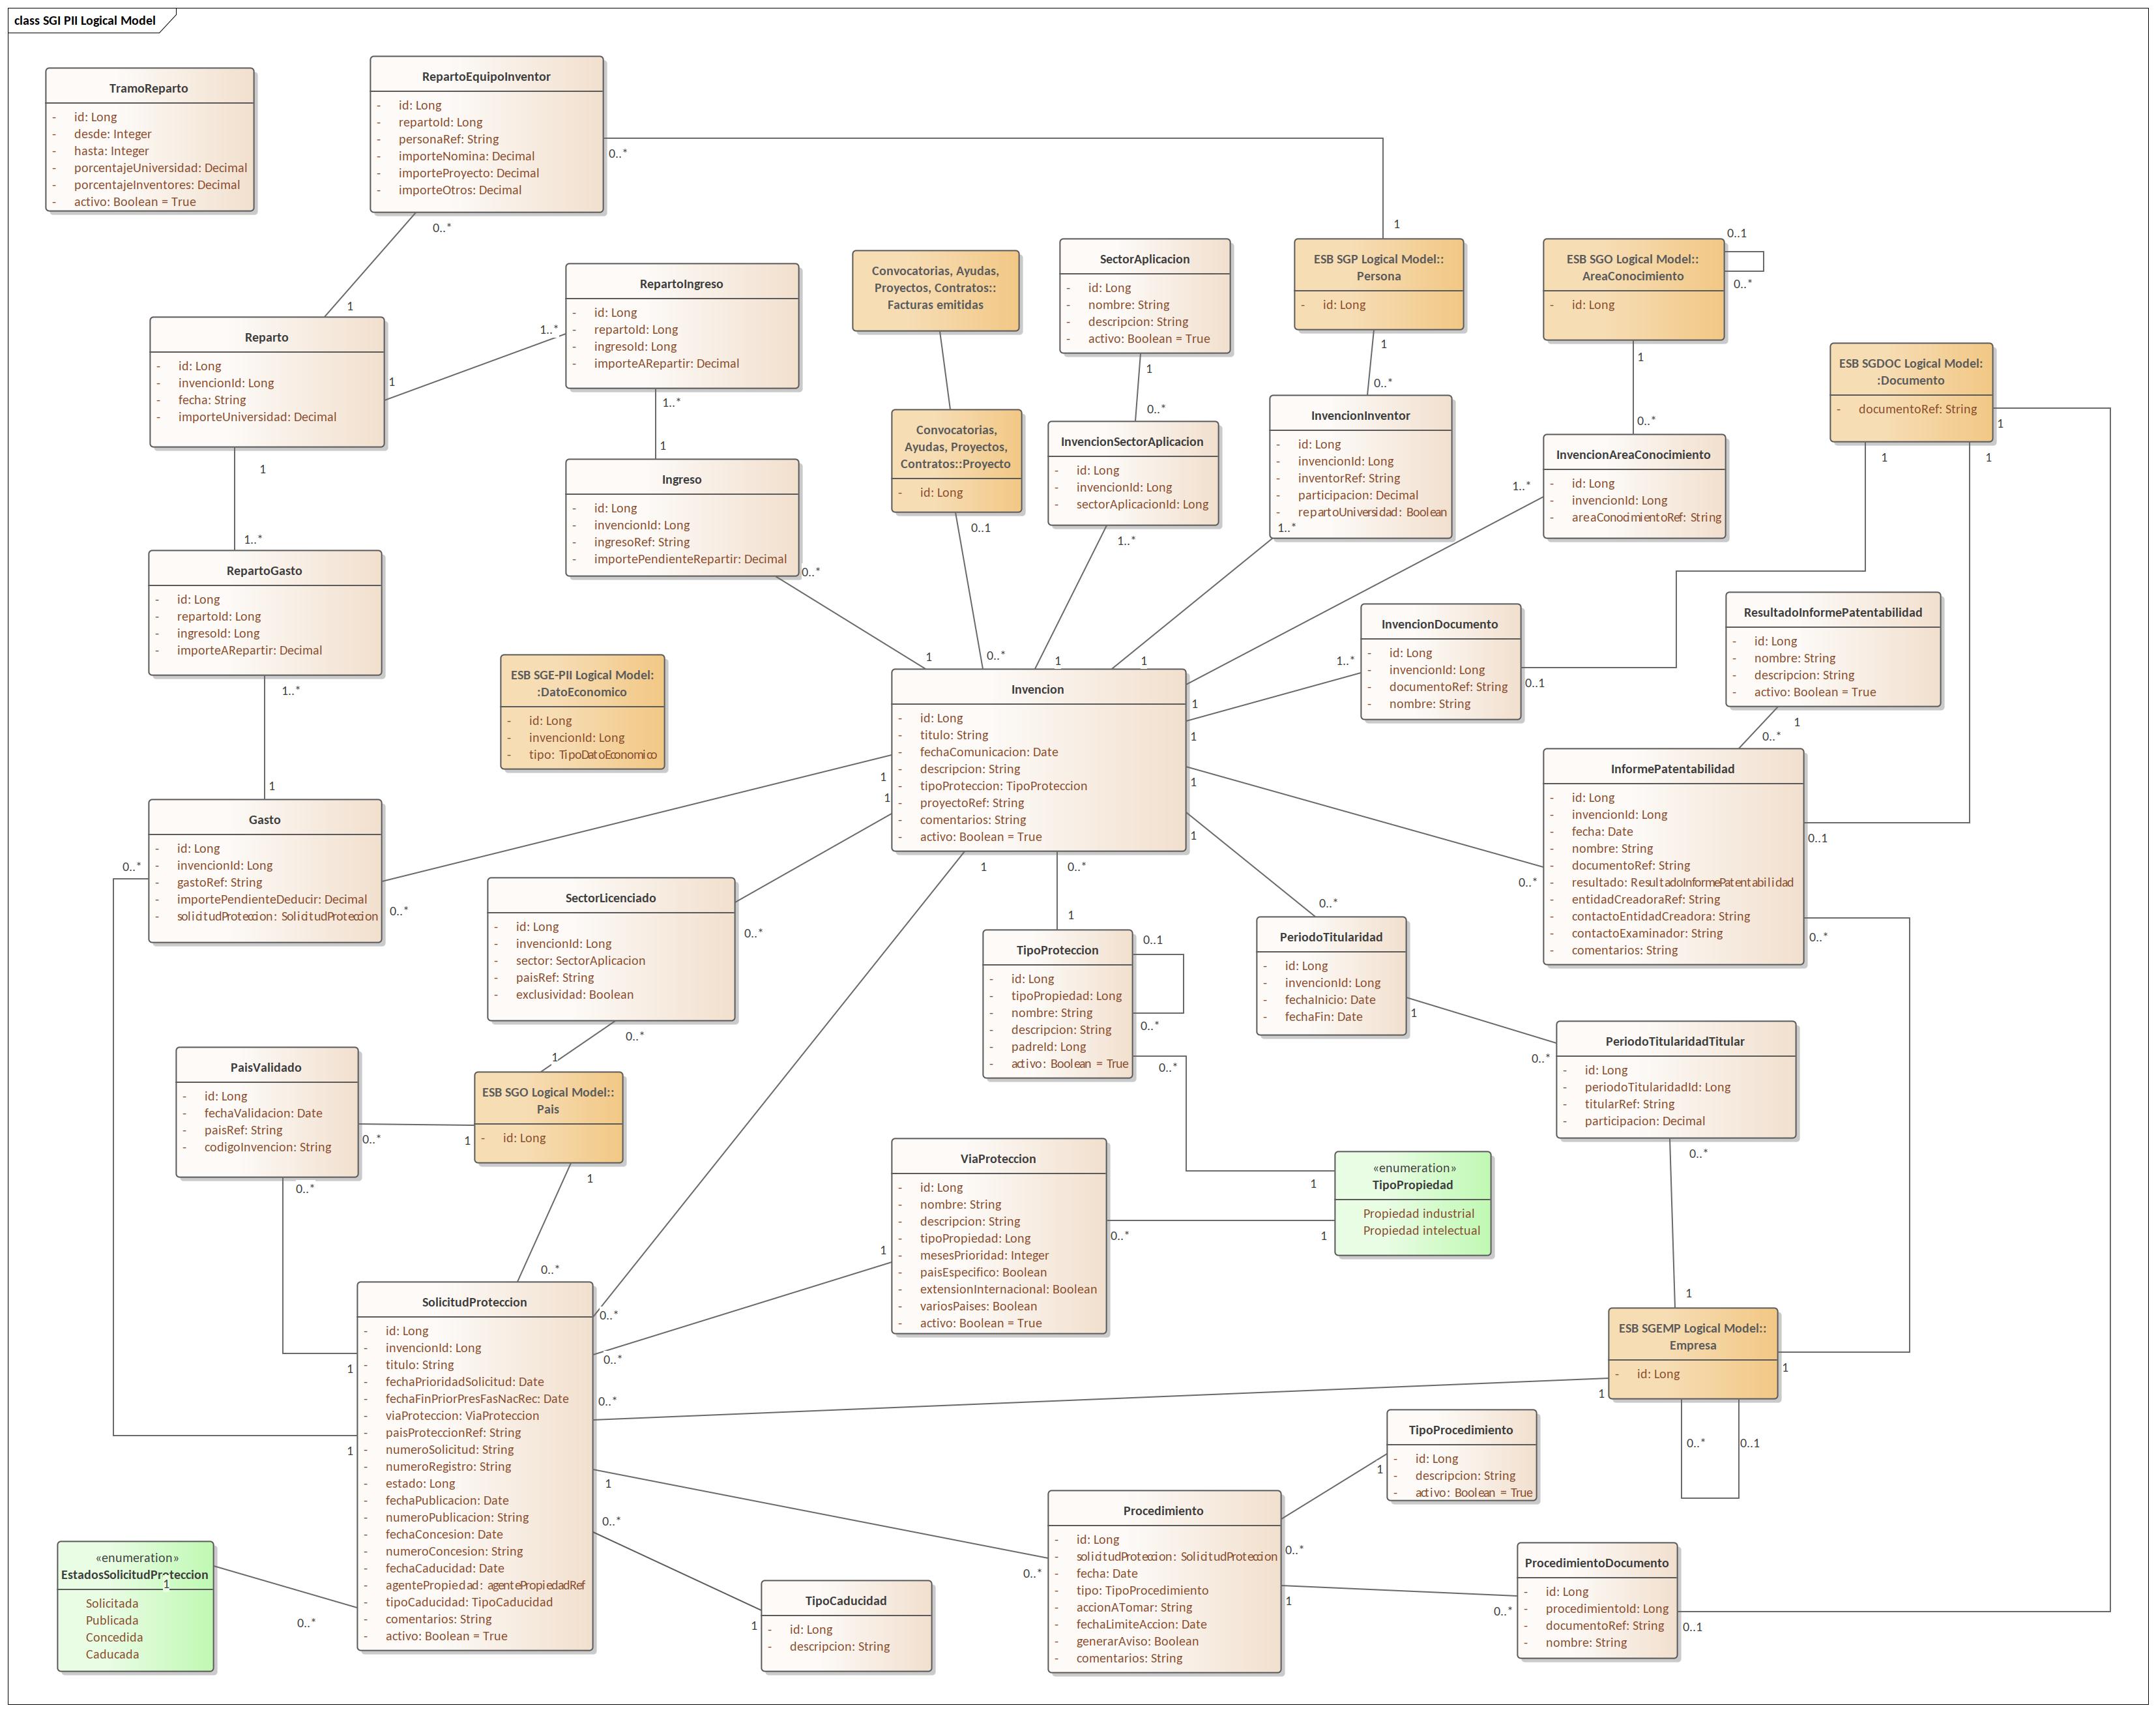 class SGI PII Logical Model
TramoReparto
- id: Long
- desde: Integer
- hasta: Integer
- porcentajeUniversidad: Decimal
- porcentajeInventores: Decimal
- activo: Boolean = True
RepartoEquipoInventor
- id: Long
- repartoId: Long
- personaRef: String
- importeNomina: Decimal
- importeProyecto: Decimal
- importeOtros: Decimal
0..*
0..*
1
1
Reparto
- id: Long
- invencionId: Long
- fecha: String
- importeUniversidad: Decimal
1
1
1..*
RepartoIngreso
- id: Long
- repartoId: Long
- ingresoId: Long
- importeARepartir: Decimal
1..*
1..*
1
Ingreso
- id: Long
- invencionId: Long
- ingresoRef: String
- importePendienteRepartir: Decimal
0..*
1
Convocatorias, Ayudas,
Proyectos, Contratos::
Facturas emitidas
Convocatorias,
Ayudas, Proyectos,
Contratos::Proyecto
- id: Long
0..1
0..*
SectorAplicacion
- id: Long
- nombre: String
- descripcion: String
- activo: Boolean = True
1
0..*
InvencionSectorAplicacion
- id: Long
- invencionId: Long
- sectorAplicacionId: Long
1..*
1
ESB SGP Logical Model::
Persona
- id: Long
1
0..*
InvencionInventor
- id: Long
- invencionId: Long
- inventorRef: String
- participacion: Decimal
- repartoUniversidad: Boolean
1..*
1
ESB SGO Logical Model::
AreaConocimiento
- id: Long
0..1
0..*
1
0..*
InvencionAreaConocimiento
- id: Long
- invencionId: Long
- areaConocimientoRef: String
1..*
1
ESB SGDOC Logical Model:
:Documento
- documentoRef: String
1
1
1
RepartoGasto
- id: Long
- repartoId: Long
- ingresoId: Long
- importeARepartir: Decimal
1..*
1
ESB SGE-PII Logical Model:
:DatoEconomico
- id: Long
- invencionId: Long
- tipo: TipoDatoEconomico
Invencion
- id: Long
- titulo: String
- fechaComunicacion: Date
- descripcion: String
- tipoProteccion: TipoProteccion
- proyectoRef: String
- comentarios: String
- activo: Boolean = True
1
1
1
1
1
1
0..*
InvencionDocumento
- id: Long
- invencionId: Long
- documentoRef: String
- nombre: String
1..*
0..1
ResultadoInformePatentabilidad
- id: Long
- nombre: String
- descripcion: String
- activo: Boolean = True
1
0..*
InformePatentabilidad
- id: Long
- invencionId: Long
- fecha: Date
- nombre: String
- documentoRef: String
- resultado: ResultadoInformePatentabilidad
- entidadCreadoraRef: String
- contactoEntidadCreadora: String
- contactoExaminador: String
- comentarios: String
0..1
0..*
0..*
Gasto
- id: Long
- invencionId: Long
- gastoRef: String
- importePendienteDeducir: Decimal
- solicitudProteccion: SolicitudProteccion
0..*
0..*
SectorLicenciado
- id: Long
- invencionId: Long
- sector: SectorAplicacion
- paisRef: String
- exclusividad: Boolean
0..*
0..*
1
TipoProteccion
- id: Long
- tipoPropiedad: Long
- nombre: String
- descripcion: String
- padreId: Long
- activo: Boolean = True
1
0..1
0..*
0..*
PeriodoTitularidad
- id: Long
- invencionId: Long
- fechaInicio: Date
- fechaFin: Date
0..*
1
PeriodoTitularidadTitular
- id: Long
- periodoTitularidadId: Long
- titularRef: String
- participacion: Decimal
0..*
0..*
1
PaisValidado
- id: Long
- fechaValidacion: Date
- paisRef: String
- codigoInvencion: String
0..*
0..*
ESB SGO Logical Model::
Pais
- id: Long
1
1
0..*
ViaProteccion
- id: Long
- nombre: String
- descripcion: String
- tipoPropiedad: Long
- mesesPrioridad: Integer
- paisEspecifico: Boolean
- extensionInternacional: Boolean
- variosPaises: Boolean
- activo: Boolean = True
1
0..*
«enumeration»
TipoPropiedad
Propiedad industrial
Propiedad intelectual
1
1
ESB SGEMP Logical Model::
Empresa
- id: Long
1
1
0..*
0..1
SolicitudProteccion
- id: Long
- invencionId: Long
- titulo: String
- fechaPrioridadSolicitud: Date
- fechaFinPriorPresFasNacRec: Date
- viaProteccion: ViaProteccion
- paisProteccionRef: String
- numeroSolicitud: String
- numeroRegistro: String
- estado: Long
- fechaPublicacion: Date
- numeroPublicacion: String
- fechaConcesion: Date
- numeroConcesion: String
- fechaCaducidad: Date
- agentePropiedad: agentePropiedadRef
- tipoCaducidad: TipoCaducidad
- comentarios: String
- activo: Boolean = True
0..*
0..*
0..*
1
0..*
1
1
0..*
«enumeration»
EstadosSolicitudProteccion
1
Solicitada
Publicada
Concedida
Caducada
TipoCaducidad
- id: Long
- descripcion: String
1
Procedimiento
- id: Long
- solicitudProteccion: SolicitudProteccion
- fecha: Date
- tipo: TipoProcedimiento
- accionATomar: String
- fechaLimiteAccion: Date
- generarAviso: Boolean
- comentarios: String
0..*
0..*
1
TipoProcedimiento
- id: Long
- descripcion: String
- activo: Boolean = True
1
ProcedimientoDocumento
- id: Long
- procedimientoId: Long
- documentoRef: String
- nombre: String
0..*
0..1